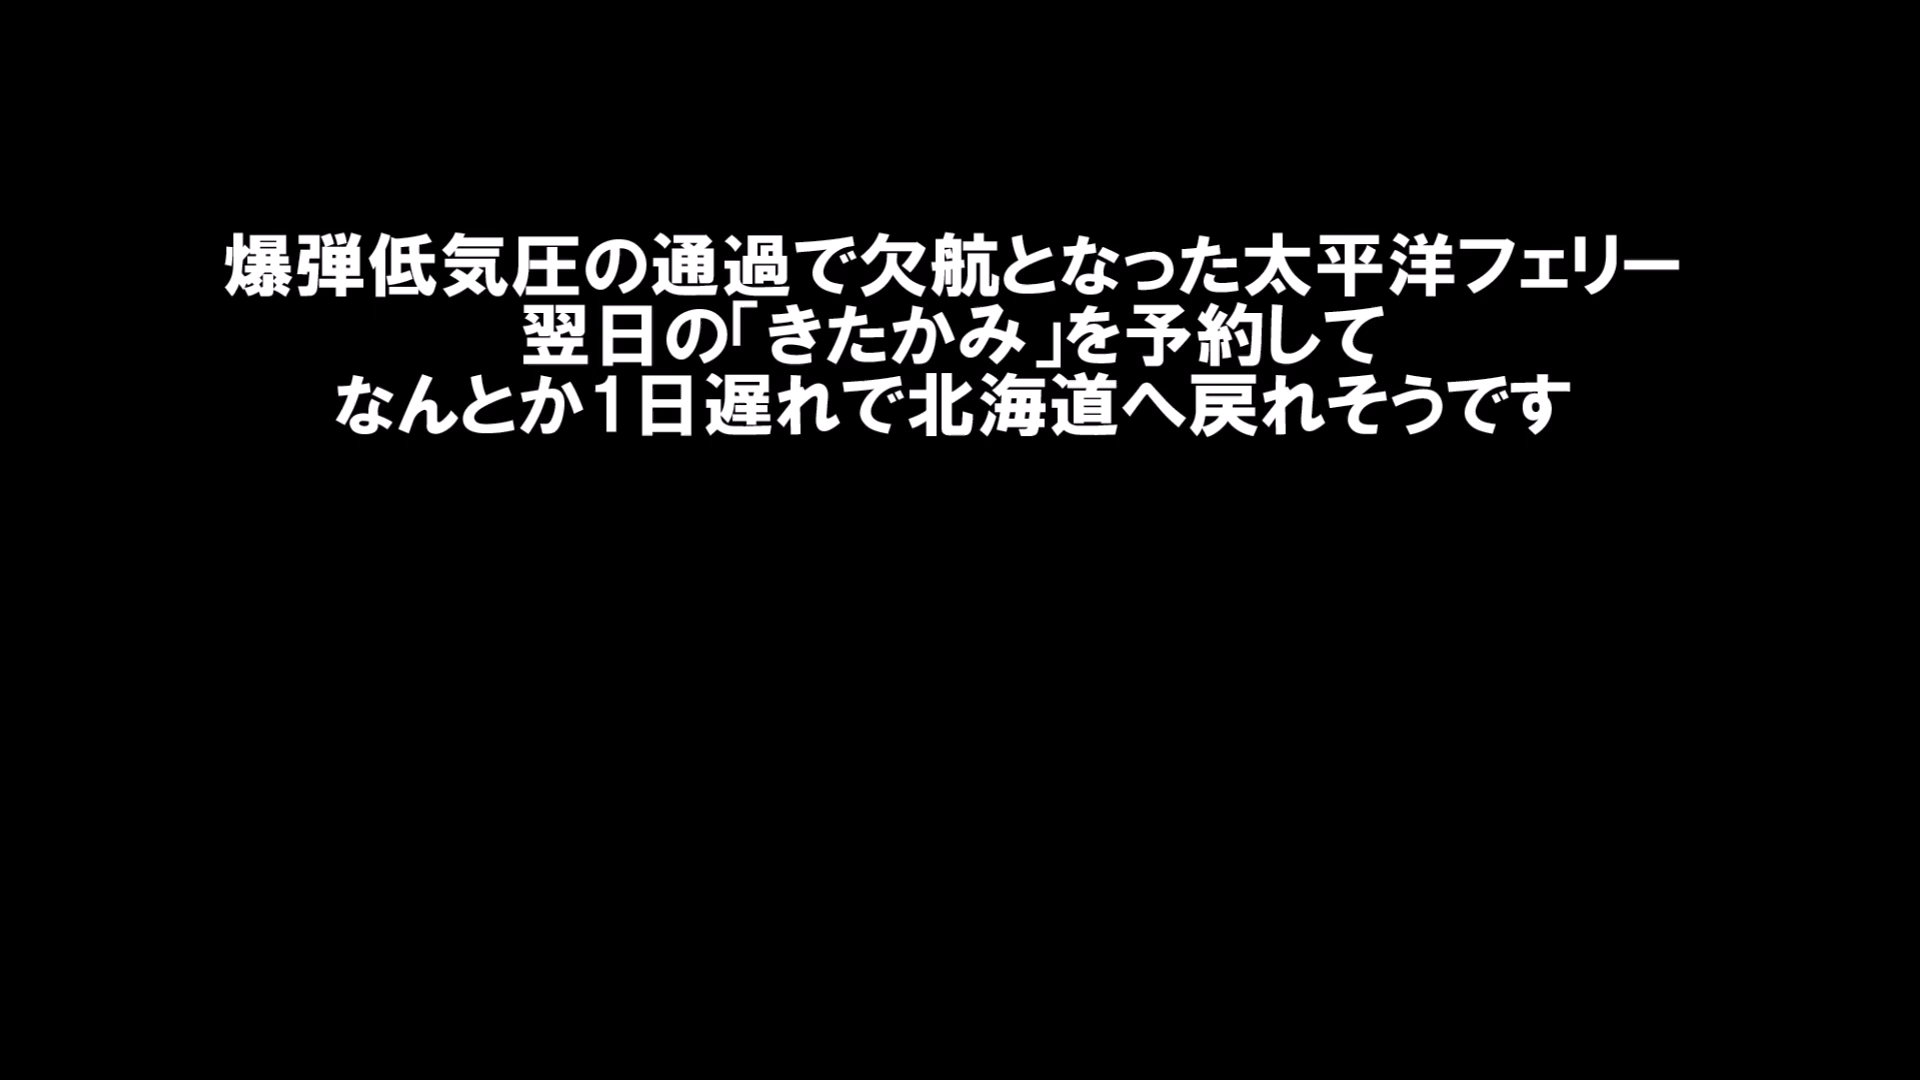 爆弾低気圧の通過で欠航となった太平洋フェリー
翌日の「きたかみ」を予約して
なんとか1日遅れで北海道へ戻れそうです